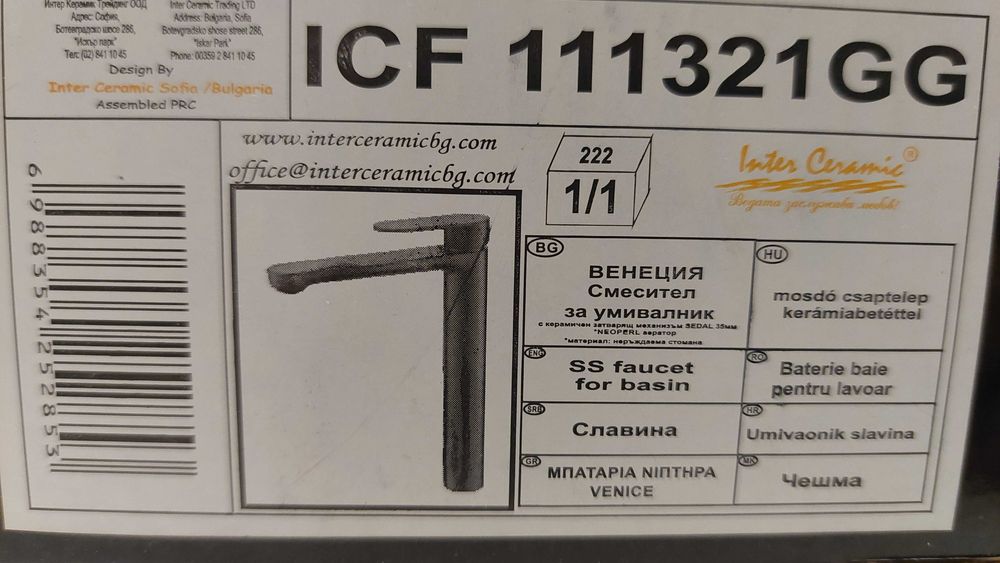 Интер Керамик Трейдинг ООД
Адрес: София,
Ботевградско шосе 286,
"Искър парк"
Тел: (02) 841 10 45
Inter Ceramic Trading LTD
Address: Bulgaria, Sofia
Botevgradsko shose street 286,
"Iskar Park"
Phone: 00359 2 841 10 45
Design By
Inter Ceramic Sofia /Bulgaria
Assembled PRC
ICF 111321GG
69883541252853
www.interceramicbg.com
office@interceramicbg.com
222
1/1
Inter Ceramic®
Водата заслужава любов!
BG
ВЕНЕЦИЯ
Смесител
за умивалник
с керамичен затварящ механизъм SEDAL 35мм
*NEOPERL аератор
*материал: неръждаема стомана
HU
mosdó csaptelep
kerámiabetéttel
ENG
SS faucet
for basin
RO
Baterie baie
pentru lavoar
SRB
Славина
HR
Umivaonik slavina
GR
ΜΠΑΤΑΡΙΑ ΝΙΠΤΗΡΑ
VENICE
MK
Чешма